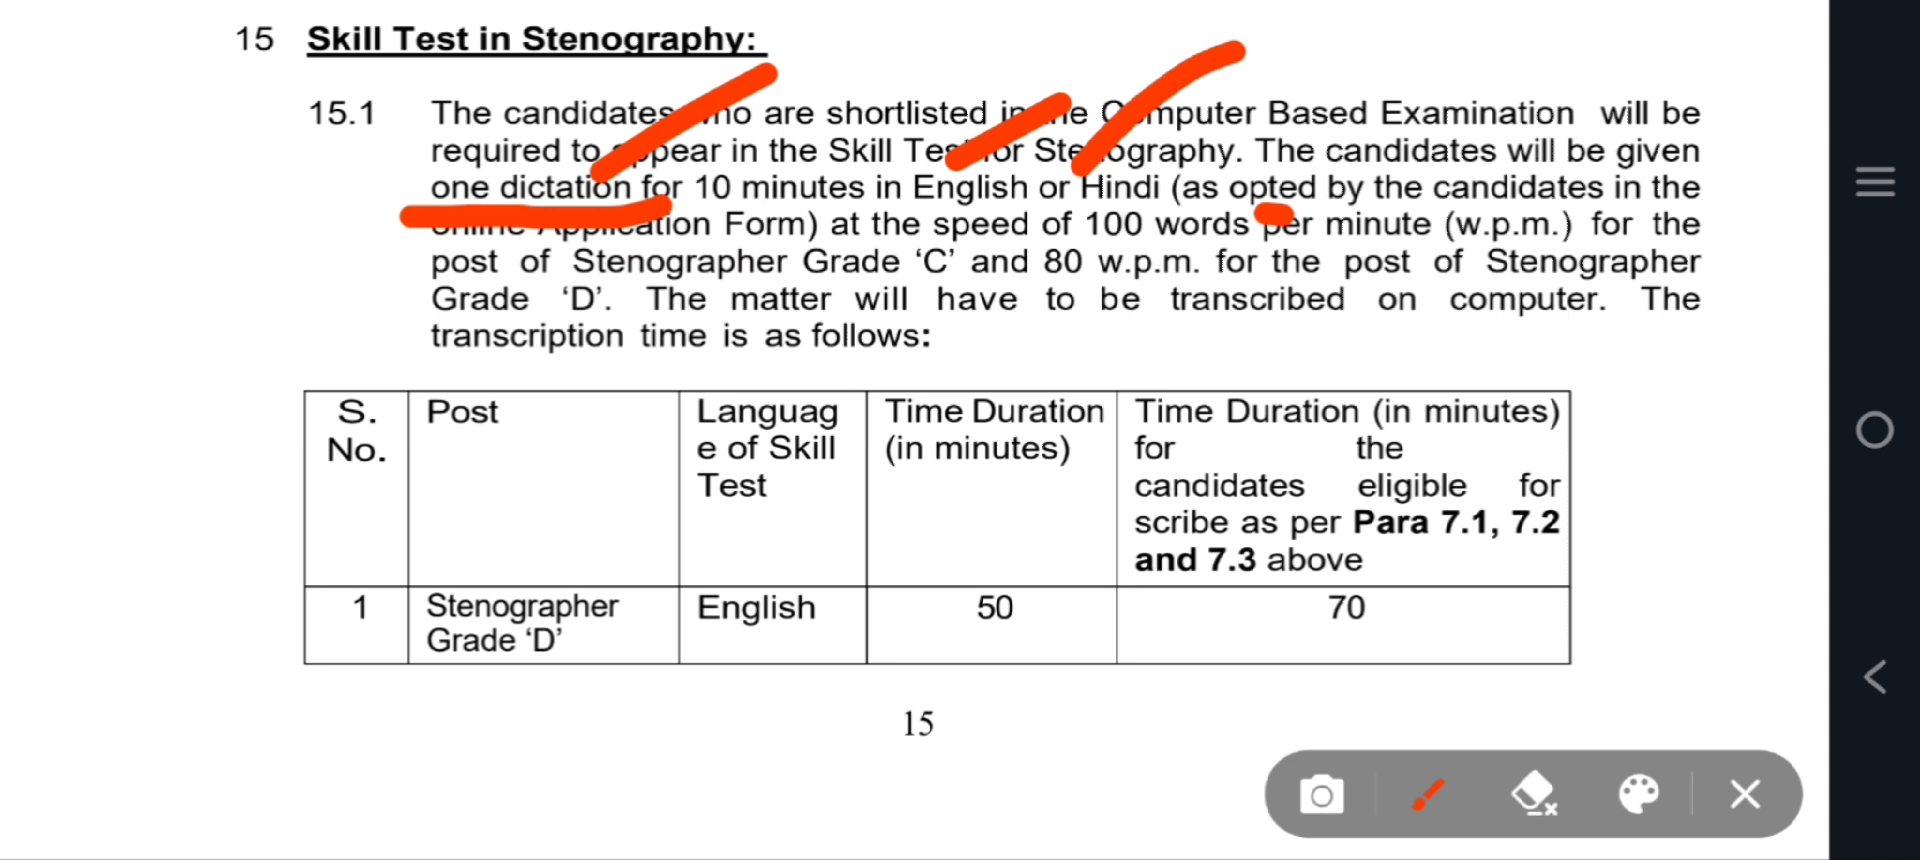 15 Skill Test in Stenography:
15.1 The candidates who are shortlisted in the Computer Based Examination will be
required to appear in the Skill Test for Stenography. The candidates will be given
one dictation for 10 minutes in English or Hindi (as opted by the candidates in the
online Application Form) at the speed of 100 words per minute (w.p.m.) for the
post of Stenographer Grade ‘C’ and 80 w.p.m. for the post of Stenographer
Grade ‘D’. The matter will have to be transcribed on computer. The
transcription time is as follows:
S. No.
Post
Languag
e of Skill
Test
Time Duration
(in minutes)
Time Duration (in minutes)
for the
candidates eligible for
scribe as per Para 7.1, 7.2
and 7.3 above
1
Stenographer
Grade ‘D’
English
50
70
15